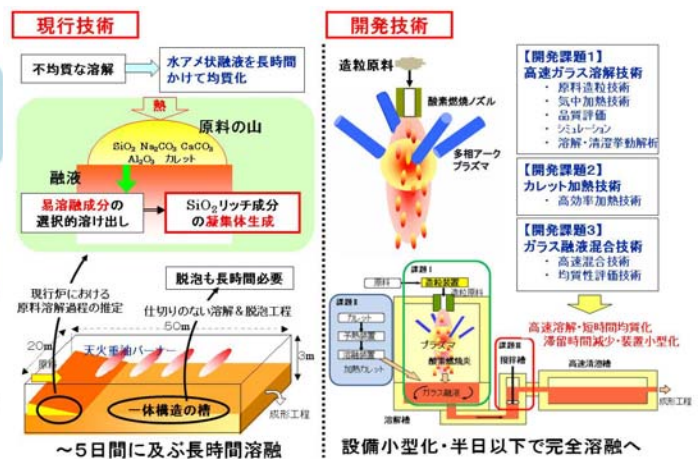 現行技術
不均質な溶解
水アメ状融液を長時間
かけて均質化
熱
原料の山
SiO2 Na2CO3 CaCO3
Al2O3 カレット
融液
易溶融成分の
選択的溶け出し
SiO2リッチ成分
の凝集体生成
脱泡も長時間必要
現行炉における
原料溶解過程の推定
仕切りのない溶解&脱泡工程
50m
20m
3m
天火重油バーナー
原料
一体構造の槽
成形工程
~5日間に及ぶ長時間溶融
開発技術
造粒原料
酸素燃焼ノズル
多相アーク
プラズマ
【開発課題1】
高速ガラス溶解技術
・ 原料造粒技術
・ 気中加熱技術
・ 品質評価
・ シミュレーション
・ 溶解・清澄挙動解析
【開発課題2】
カレット加熱技術
・ 高効率加熱技術
【開発課題3】
ガラス融液混合技術
・ 高速混合技術
・ 均質性評価技術
高速溶解・短時間均質化
滞留時間減少・装置小型化
課題Ⅰ
原料
造粒装置
造粒原料
課題Ⅱ
カレット
予熱装置
溶融装置
加熱カレット
プラズマ
酸素燃焼炎
ガラス融液
溶解槽
課題Ⅲ
撹拌槽
高速清澄槽
成形工程
設備小型化・半日以下で完全溶融へ